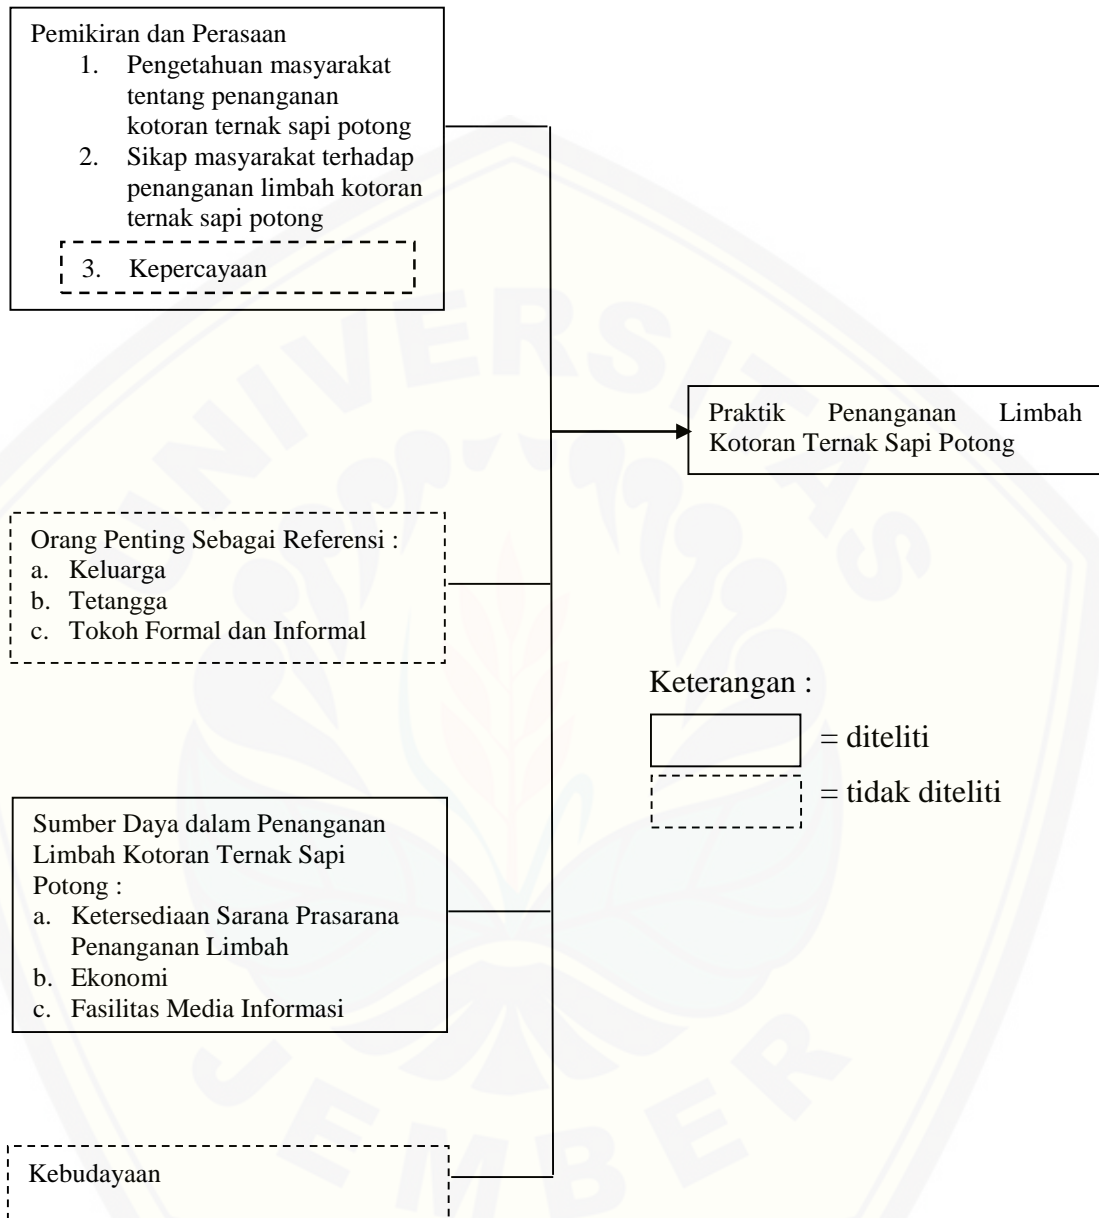 Pemikiran dan Perasaan
1. Pengetahuan masyarakat
tentang penanganan
kotoran ternak sapi potong
2. Sikap masyarakat terhadap
penanganan limbah kotoran
ternak sapi potong
3. Kepercayaan
Praktik Penanganan Limbah
Kotoran Ternak Sapi Potong
Orang Penting Sebagai Referensi :
a. Keluarga
b. Tetangga
c. Tokoh Formal dan Informal
Keterangan :
= diteliti
= tidak diteliti
Sumber Daya dalam Penanganan
Limbah Kotoran Ternak Sapi
Potong :
a. Ketersediaan Sarana Prasarana
Penanganan Limbah
b. Ekonomi
c. Fasilitas Media Informasi
Kebudayaan
UNIVERSITAS
JEMBER